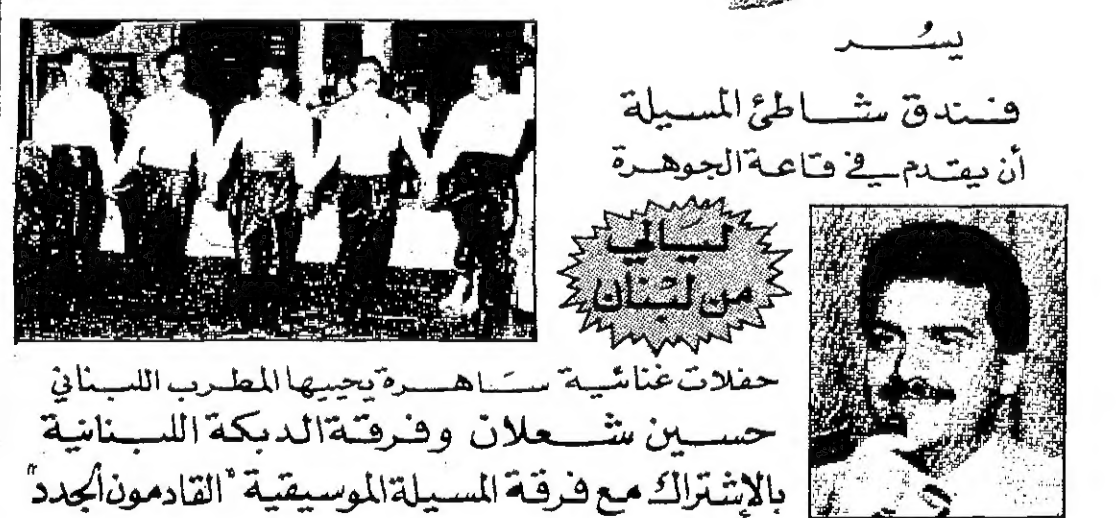 يسُر
فندق شاطئ المسيلة
أن يقدم في قاعة الجوهرة
ليالي
من لبنان
حفلات غنائية ساهرة يحييها المطرب اللبناني
حسين شعلان وفرقة الدبكة اللبنانية
بالإشتراك مع فرقة المسيلة الموسيقية "القادمون الجدد"